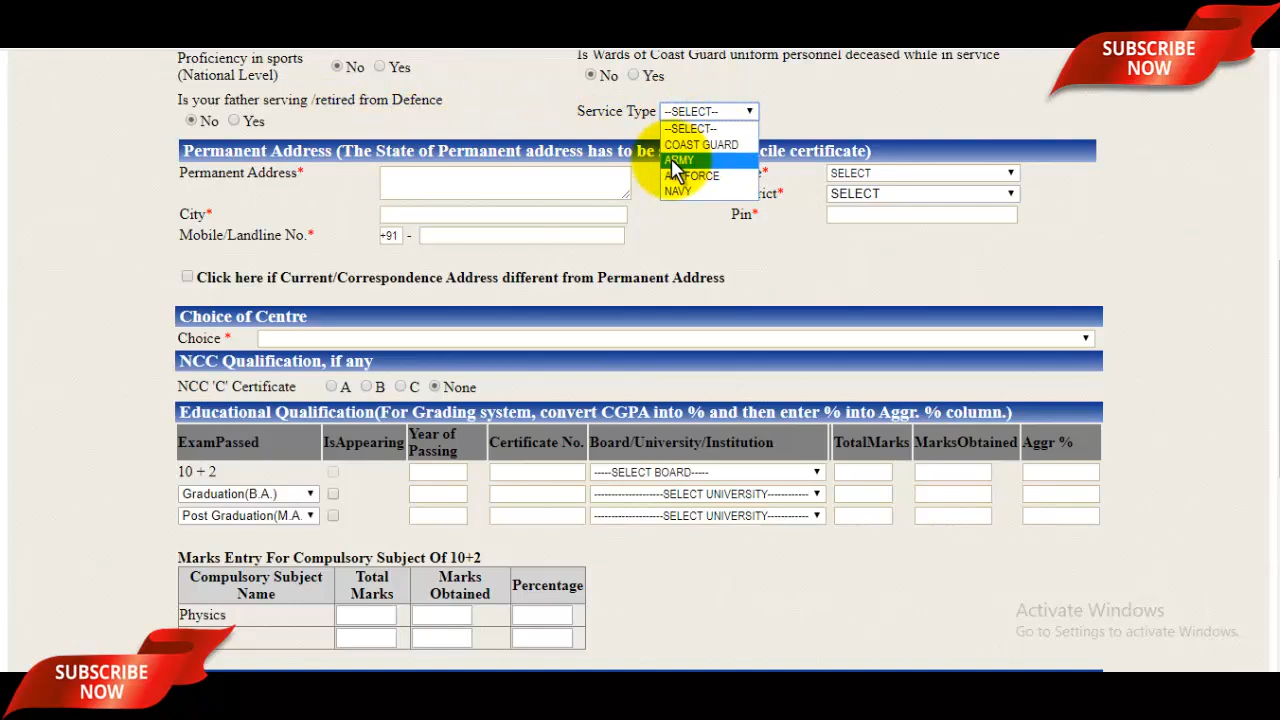 SUBSCRIBE
NOW
Proficiency in sports
(National Level)
No Yes
Is Wards of Coast Guard uniform personnel deceased while in service
No Yes
Is your father serving /retired from Defence
No Yes
Service Type --SELECT--
--SELECT--
COAST GUARD
ARMY
NAVY
Permanent Address (The State of Permanent address has to be
Permanent Address*
SELECT
SELECT
City*
Pin*
Mobile/Landline No.* +91 -
Click here if Current/Correspondence Address different from Permanent Address
Choice of Centre
Choice *
NCC Qualification, if any
NCC 'C' Certificate A B C None
Educational Qualification(For Grading system, convert CGPA into % and then enter % into Aggr. % column.)
ExamPassed IsAppearing Year of Passing Certificate No. Board/University/Institution TotalMarks MarksObtained Aggr %
10 + 2 -----SELECT BOARD-----
Graduation(B.A.) --------------------SELECT UNIVERSITY------------
Post Graduation(M.A. --------------------SELECT UNIVERSITY------------
Marks Entry For Compulsory Subject Of 10+2
Compulsory Subject Name Total Marks Marks Obtained Percentage
Physics
Activate Windows
Go to Settings to activate Windows.
SUBSCRIBE
NOW